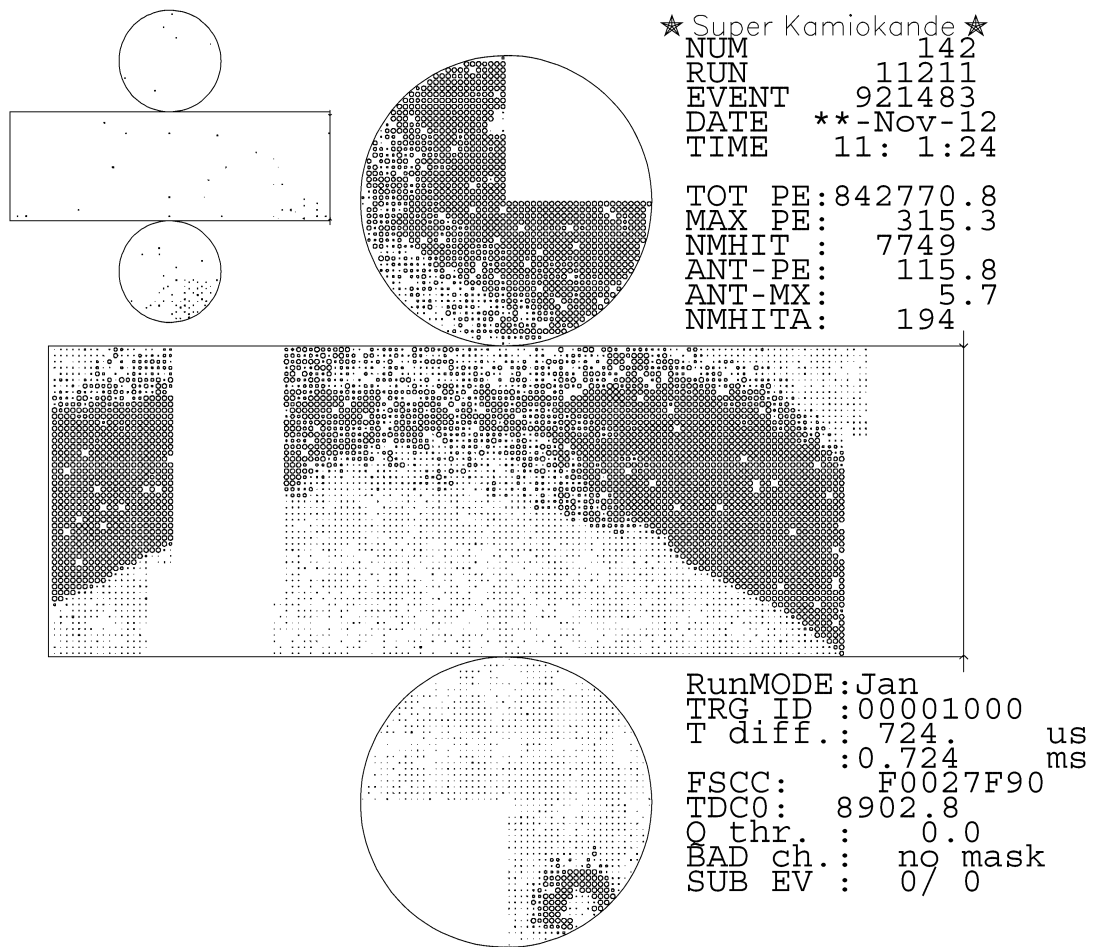 Super Kamiokande
NUM 142
RUN 11211
EVENT 921483
DATE **-Nov-12
TIME 11: 1:24
TOT PE:842770.8
MAX PE: 315.3
NMHIT : 7749
ANT-PE: 115.8
ANT-MX: 5.7
NMHITA: 194
RunMODE:Jan
TRG ID :00001000
T diff.: 724. us
:0.724 ms
FSCC: F0027F90
TDC0: 8902.8
Q thr. : 0.0
BAD ch.: no mask
SUB EV : 0/ 0